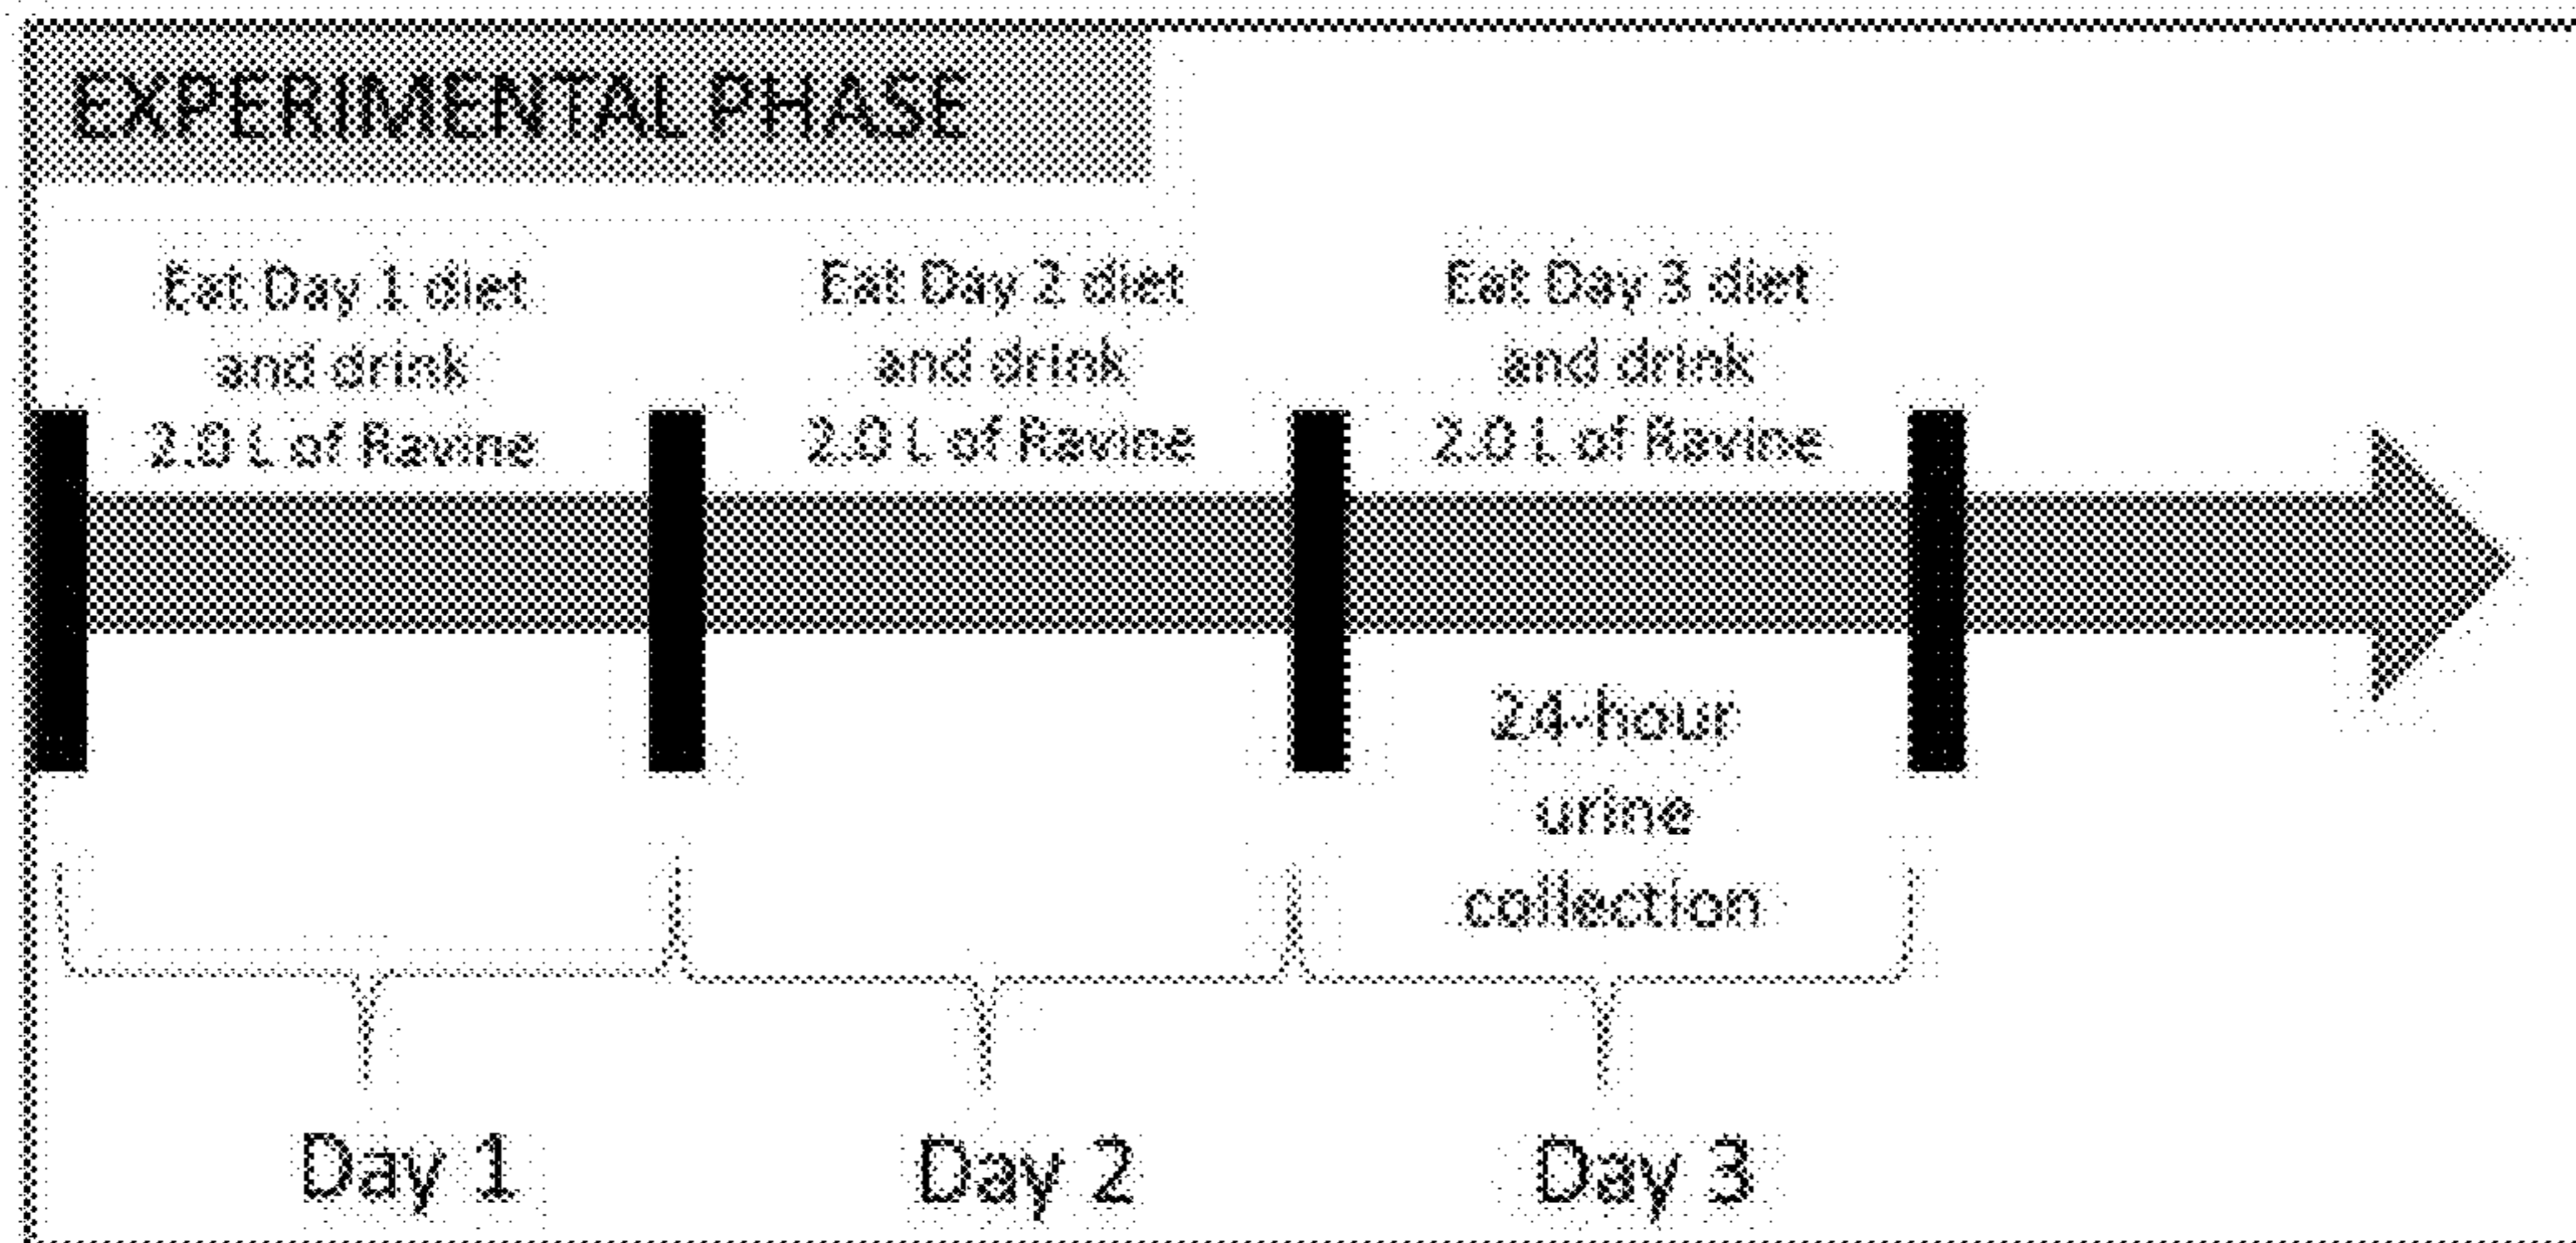 EXPERIMENTAL PHASE
Eat Day 1 diet
and drink
2.0 L of Ravine
Eat Day 2 diet
and drink
2.0 L of Ravine
Eat Day 3 diet
and drink
2.0 L of Ravine
24-hour
urine
collection
Day 1
Day 2
Day 3